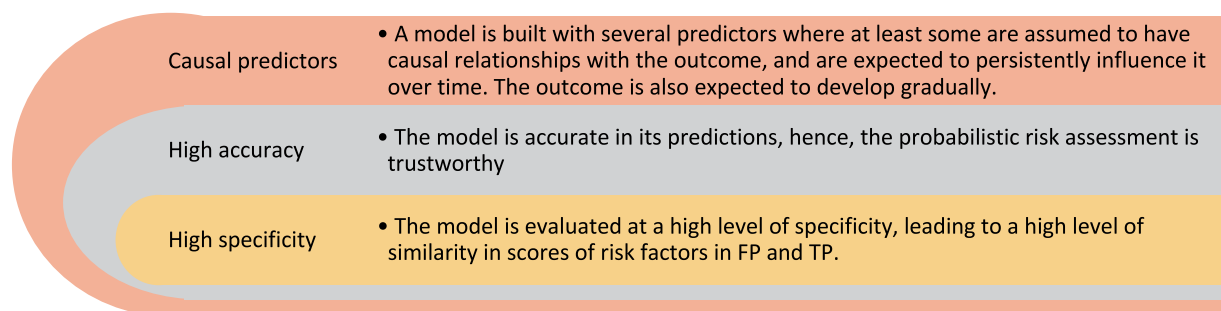 Causal predictors
• A model is built with several predictors where at least some are assumed to have
causal relationships with the outcome, and are expected to persistently influence it
over time. The outcome is also expected to develop gradually.
High accuracy
• The model is accurate in its predictions, hence, the probabilistic risk assessment is
trustworthy
High specificity
• The model is evaluated at a high level of specificity, leading to a high level of
similarity in scores of risk factors in FP and TP.